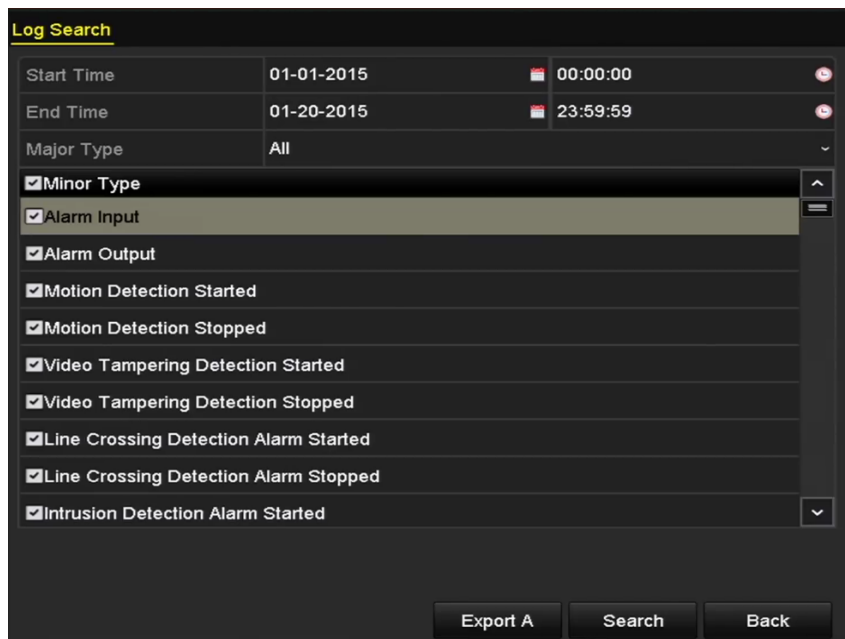 Log Search
Start Time 01-01-2015 00:00:00
End Time 01-20-2015 23:59:59
Major Type All
Minor Type
Alarm Input
Alarm Output
Motion Detection Started
Motion Detection Stopped
Video Tampering Detection Started
Video Tampering Detection Stopped
Line Crossing Detection Alarm Started
Line Crossing Detection Alarm Stopped
Intrusion Detection Alarm Started
Export A Search Back